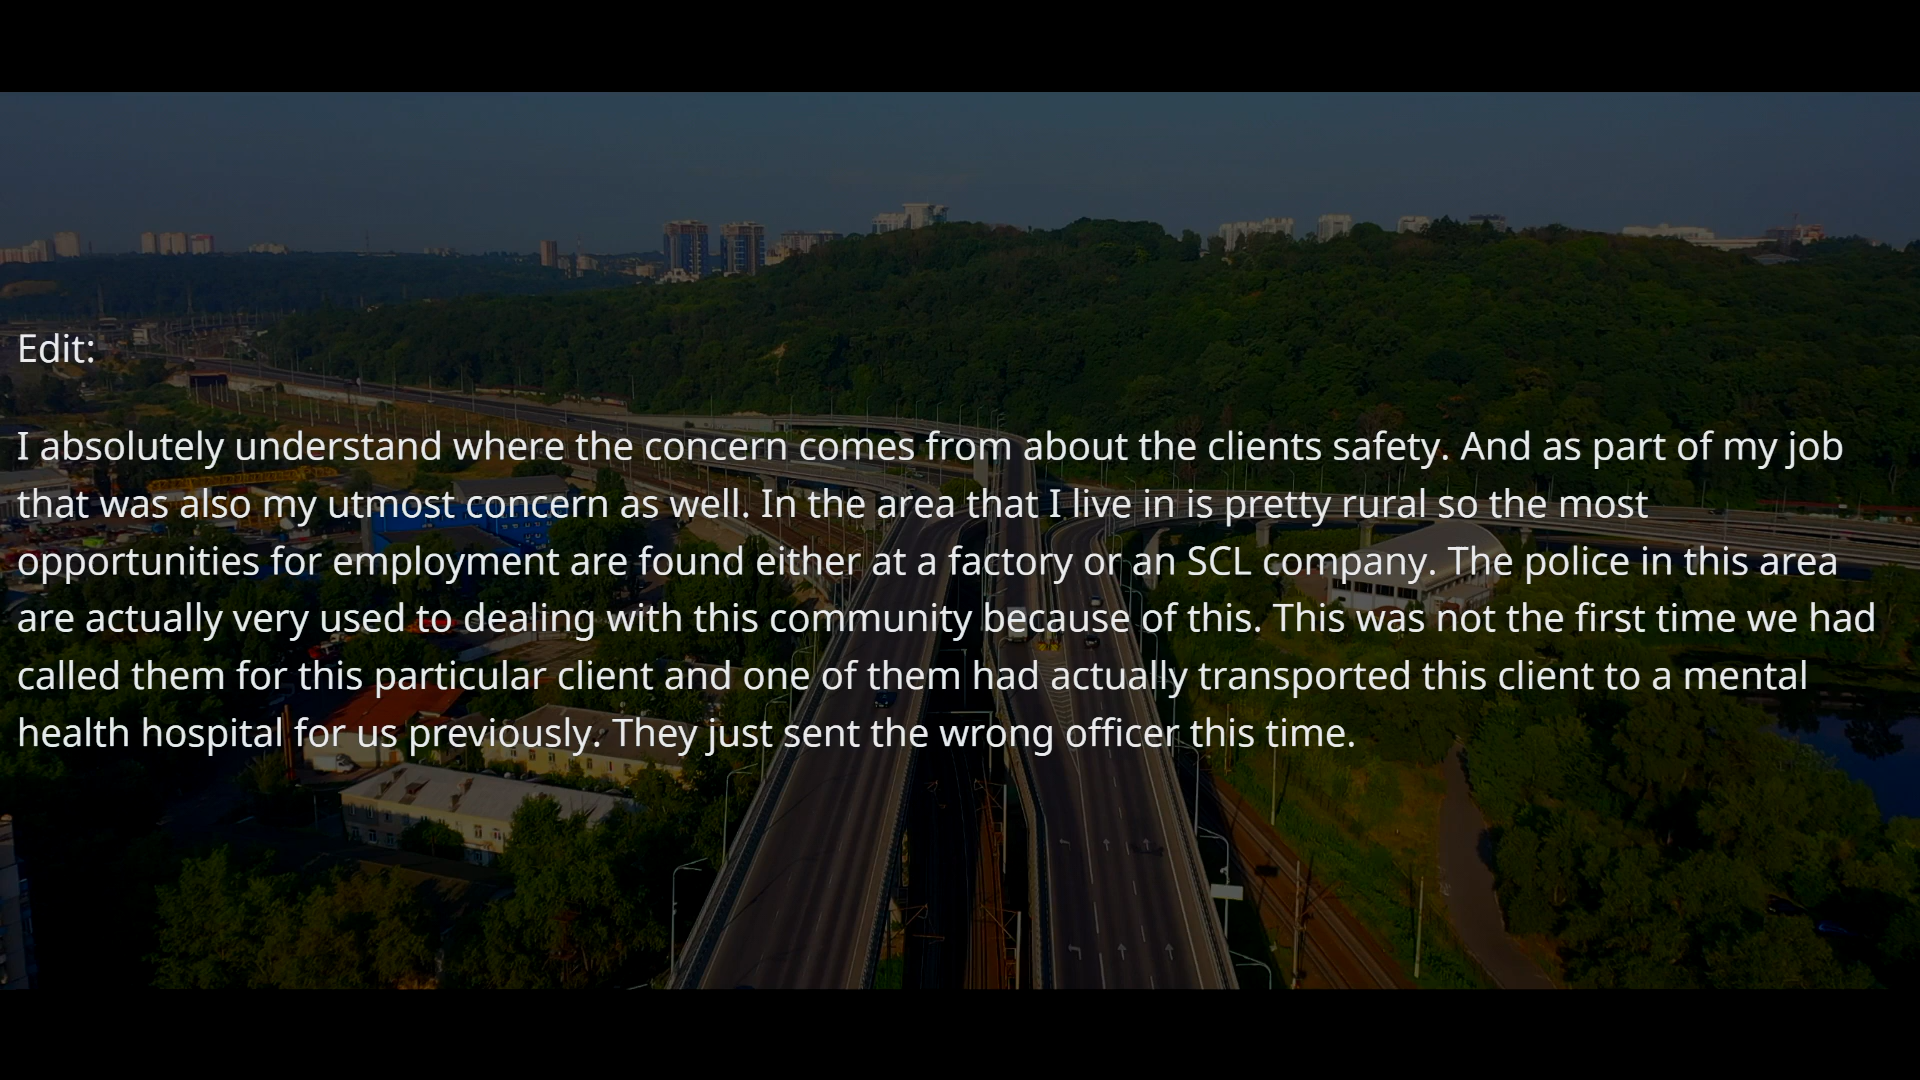 Edit:
I absolutely understand where the concern comes from about the clients safety. And as part of my job
that was also my utmost concern as well. In the area that I live in is pretty rural so the most
opportunities for employment are found either at a factory or an SCL company. The police in this area
are actually very used to dealing with this community because of this. This was not the first time we had
called them for this particular client and one of them had actually transported this client to a mental
health hospital for us previously. They just sent the wrong officer this time.